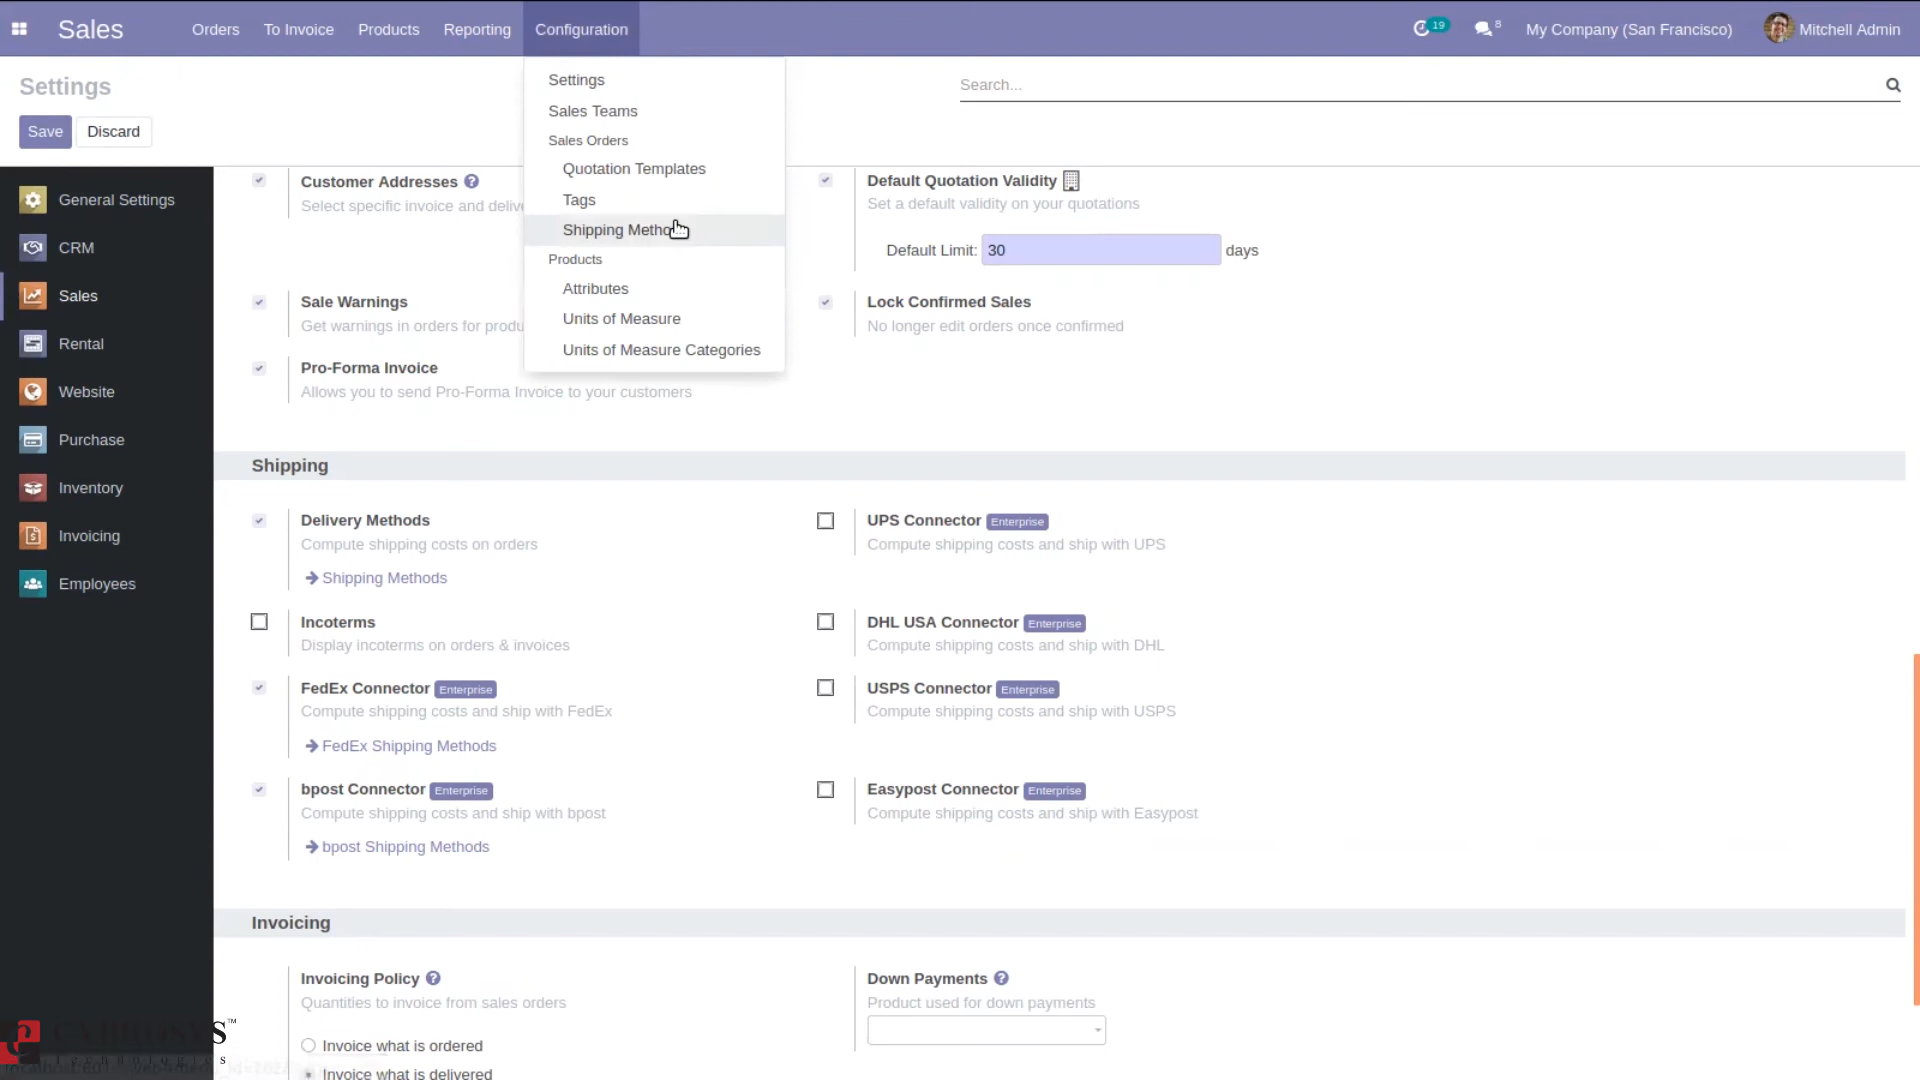 Sales
Orders
To Invoice
Products
Reporting
Configuration
19
8
My Company (San Francisco)
Mitchell Admin
Settings
Search...
Save
Discard
Settings
Sales Teams
Sales Orders
Quotation Templates
Tags
Shipping Metho
Products
Attributes
Units of Measure
Units of Measure Categories
General Settings
CRM
Sales
Rental
Website
Purchase
Inventory
Invoicing
Employees
Customer Addresses
Select specific invoice and
Default Quotation Validity
Set a default validity on your quotations
Default Limit: 30 days
Sale Warnings
Get warnings in orders for
Lock Confirmed Sales
No longer edit orders once confirmed
Pro-Forma Invoice
Allows you to send Pro-Forma Invoice to your customers
Shipping
Delivery Methods
Compute shipping costs on orders
Shipping Methods
UPS Connector Enterprise
Compute shipping costs and ship with UPS
Incoterms
Display incoterms on orders & invoices
DHL USA Connector Enterprise
Compute shipping costs and ship with DHL
FedEx Connector Enterprise
Compute shipping costs and ship with FedEx
FedEx Shipping Methods
USPS Connector Enterprise
Compute shipping costs and ship with USPS
bpost Connector Enterprise
Compute shipping costs and ship with bpost
bpost Shipping Methods
Easypost Connector Enterprise
Compute shipping costs and ship with Easypost
Invoicing
Invoicing Policy
Quantities to invoice from sales orders
Invoice what is ordered
Invoice what is delivered
Down Payments
Product used for down payments